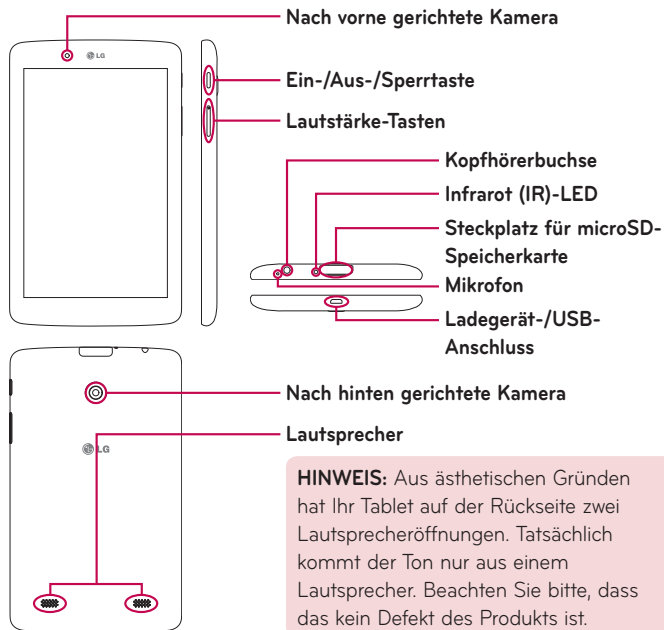 Nach vorne gerichtete Kamera
LG
Ein-/Aus-/Sperrtaste
Lautstärke-Tasten
Kopfhörerbuchse
Infrarot (IR)-LED
Steckplatz für microSD-
Speicherkarte
Mikrofon
Ladegerät-/USB-
Anschluss
Nach hinten gerichtete Kamera
Lautsprecher
LG
HINWEIS: Aus ästhetischen Gründen
hat Ihr Tablet auf der Rückseite zwei
Lautsprecheröffnungen. Tatsächlich
kommt der Ton nur aus einem
Lautsprecher. Beachten Sie bitte, dass
das kein Defekt des Produkts ist.